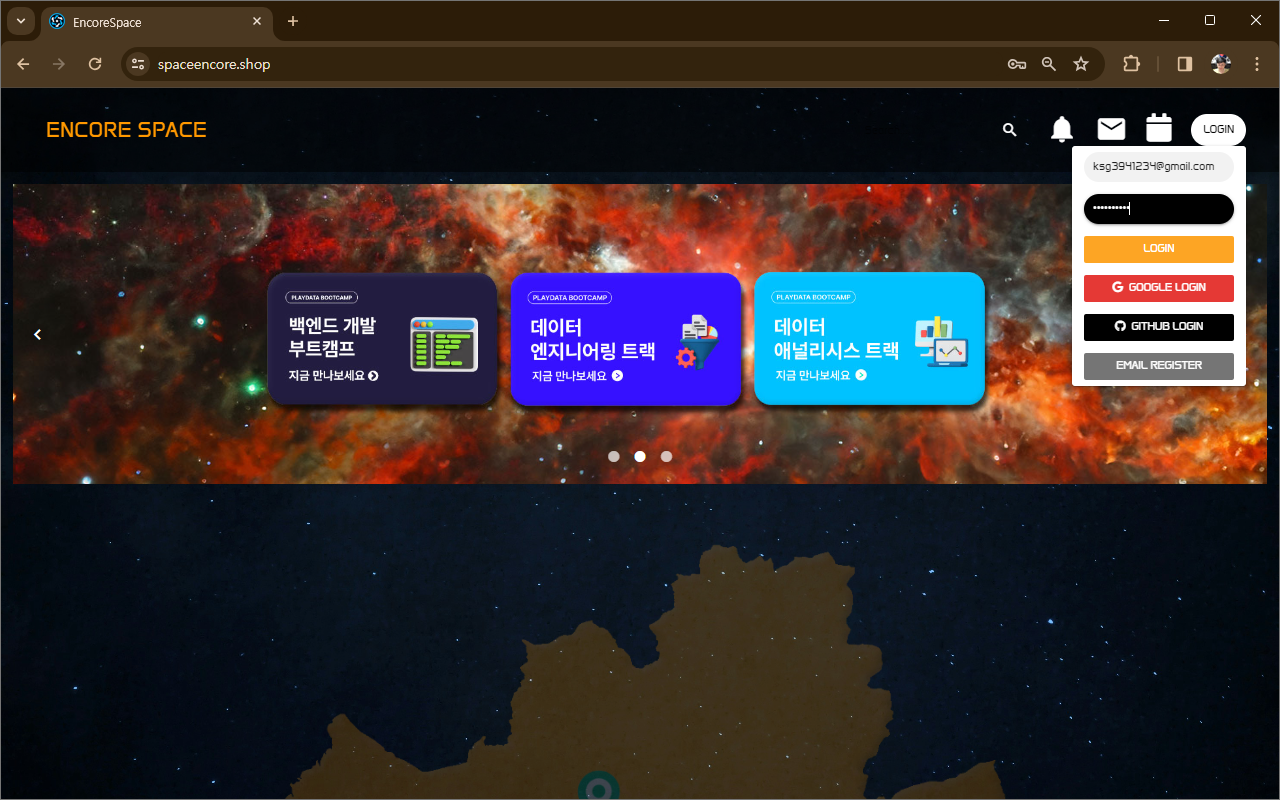 EncoreSpace
spaceencore.shop
ENCORE SPACE
LOGIN
ksg3941234@gmail.com
LOGIN
GOOGLE LOGIN
GITHUB LOGIN
EMAIL REGISTER
PLAYDATA BOOTCAMP
백엔드 개발
부트캠프
지금 만나보세요
PLAYDATA BOOTCAMP
데이터
엔지니어링 트랙
지금 만나보세요
PLAYDATA BOOTCAMP
데이터
애널리시스 트랙
지금 만나보세요